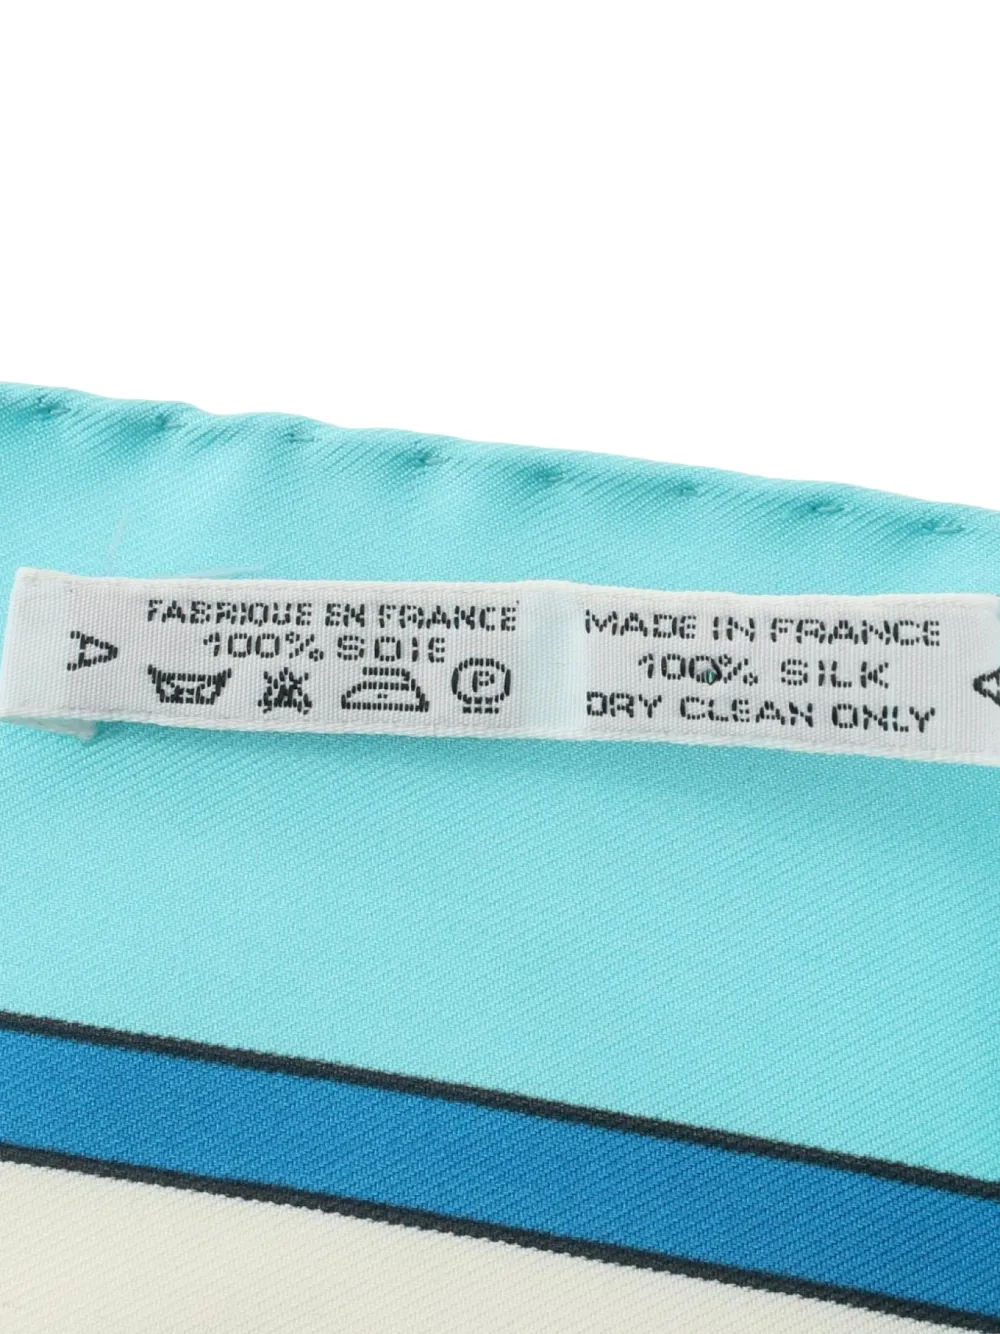 A
FABRIQUE EN FRANCE
100% SOIE
P
MADE IN FRANCE
100% SILK
DRY CLEAN ONLY
A